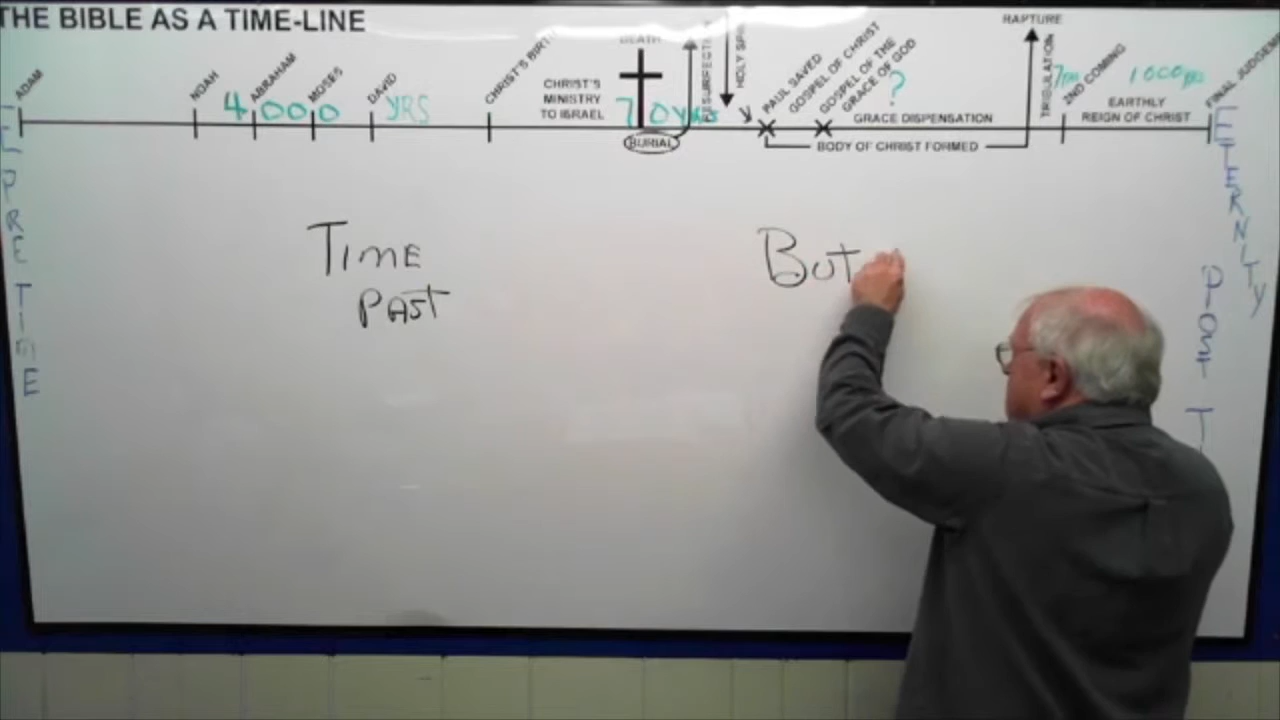 THE BIBLE AS A TIME-LINE
ADAM
NOAH
ABRAHAM
MOSES
DAVID
4000 YRS
CHRIST'S BIRTH
CHRIST'S
MINISTRY
TO ISRAEL
DEATH
BURIAL
70 YRS
RESURRECTION
HOLY SPIRIT
PAUL SAVED
GOSPEL OF CHRIST
GOSPEL OF THE
GRACE OF GOD
?
GRACE DISPENSATION
BODY OF CHRIST FORMED
RAPTURE
TRIBULATION
7 YRS
2ND COMING
1000 YRS
EARTHLY
REIGN OF CHRIST
FINAL JUDGEMENT
TIME
PAST
BUT
ETERNITY